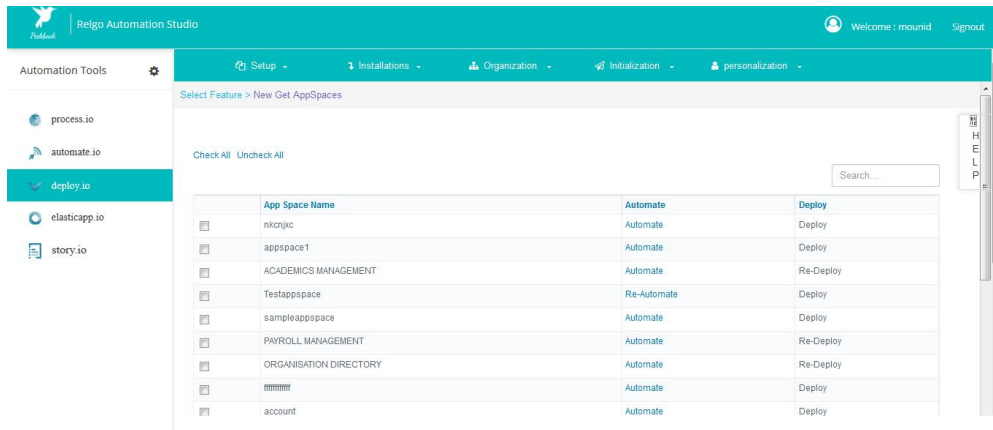 Relgo Automation Studio
Welcome : mounid Signout
Automation Tools
Setup Installations Organization Initialization personalization
Select Feature > New Get AppSpaces
process.io
automate.io
deploy.io
elasticapp.io
story.io
H
E
L
P
Check All Uncheck All
Search...
App Space Name Automate Deploy
nkcnjxc Automate Deploy
appspace1 Automate Deploy
ACADEMICS MANAGEMENT Automate Re-Deploy
Testappspace Re-Automate Deploy
sampleappspace Automate Deploy
PAYROLL MANAGEMENT Automate Re-Deploy
ORGANISATION DIRECTORY Automate Re-Deploy
Automate Deploy
account Automate Deploy